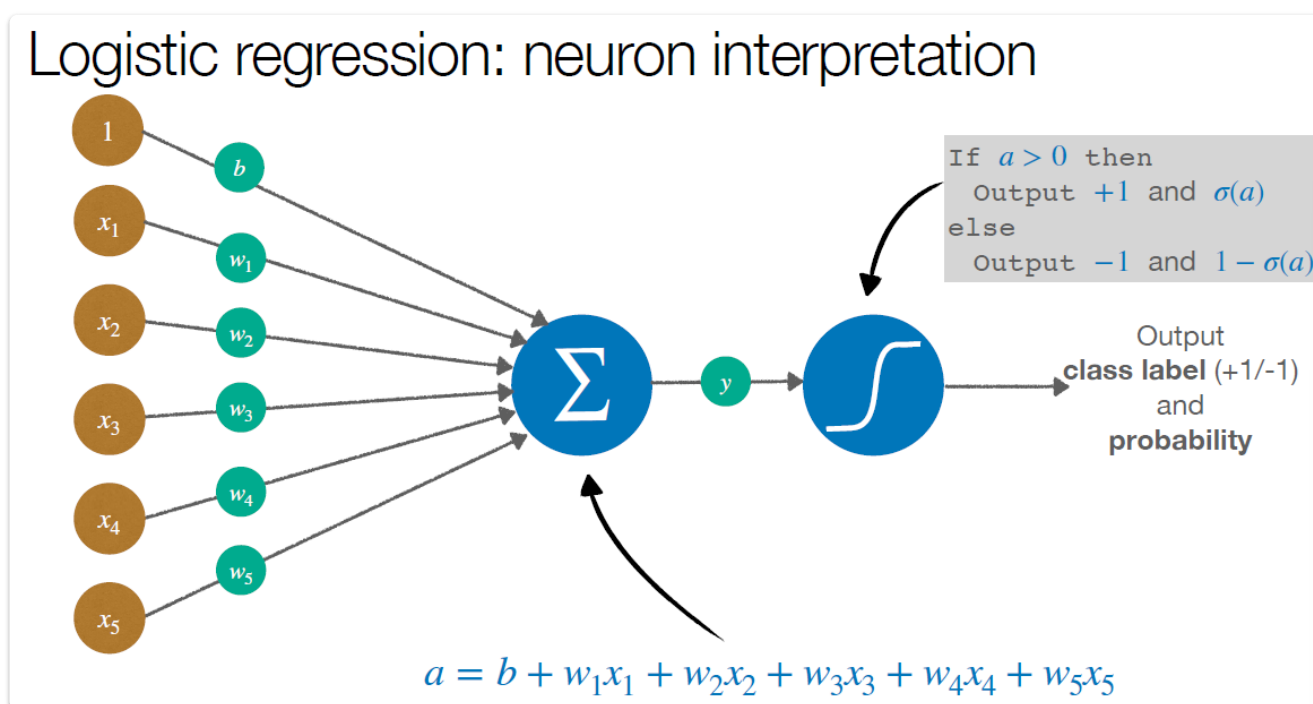 Logistic regression: neuron interpretation
1
b
x₁
w₁
x₂
w₂
x₃
w₃
x₄
w₄
x₅
w₅
Σ
y
If a > 0 then
Output +1 and σ(a)
else
Output −1 and 1 − σ(a)
Output
class label (+1/-1)
and
probability
a = b + w₁x₁ + w₂x₂ + w₃x₃ + w₄x₄ + w₅x₅